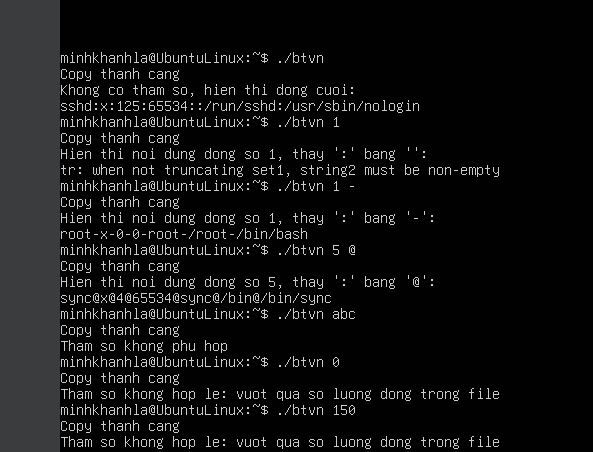 minhkhanhla@UbuntuLinux:~$ ./btvn
Copy thanh cang
Khong co tham so, hien thi dong cuoi:
sshd:x:125:65534::/run/sshd:/usr/sbin/nologin
minhkhanhla@UbuntuLinux:~$ ./btvn 1
Copy thanh cang
Hien thi noi dung dong so 1, thay ':' bang '':
tr: when not truncating set1, string2 must be non-empty
minhkhanhla@UbuntuLinux:~$ ./btvn 1 -
Copy thanh cang
Hien thi noi dung dong so 1, thay ':' bang '-':
root-x-0-0-root-/root-/bin/bash
minhkhanhla@UbuntuLinux:~$ ./btvn 5 @
Copy thanh cang
Hien thi noi dung dong so 5, thay ':' bang '@':
sync@x@4@65534@sync@/bin@/bin/sync
minhkhanhla@UbuntuLinux:~$ ./btvn abc
Copy thanh cang
Tham so khong phu hop
minhkhanhla@UbuntuLinux:~$ ./btvn 0
Copy thanh cang
Tham so khong hop le: vuot qua so luong dong trong file
minhkhanhla@UbuntuLinux:~$ ./btvn 150
Copy thanh cang
Tham so khong hop le: vuot qua so luong dong trong file